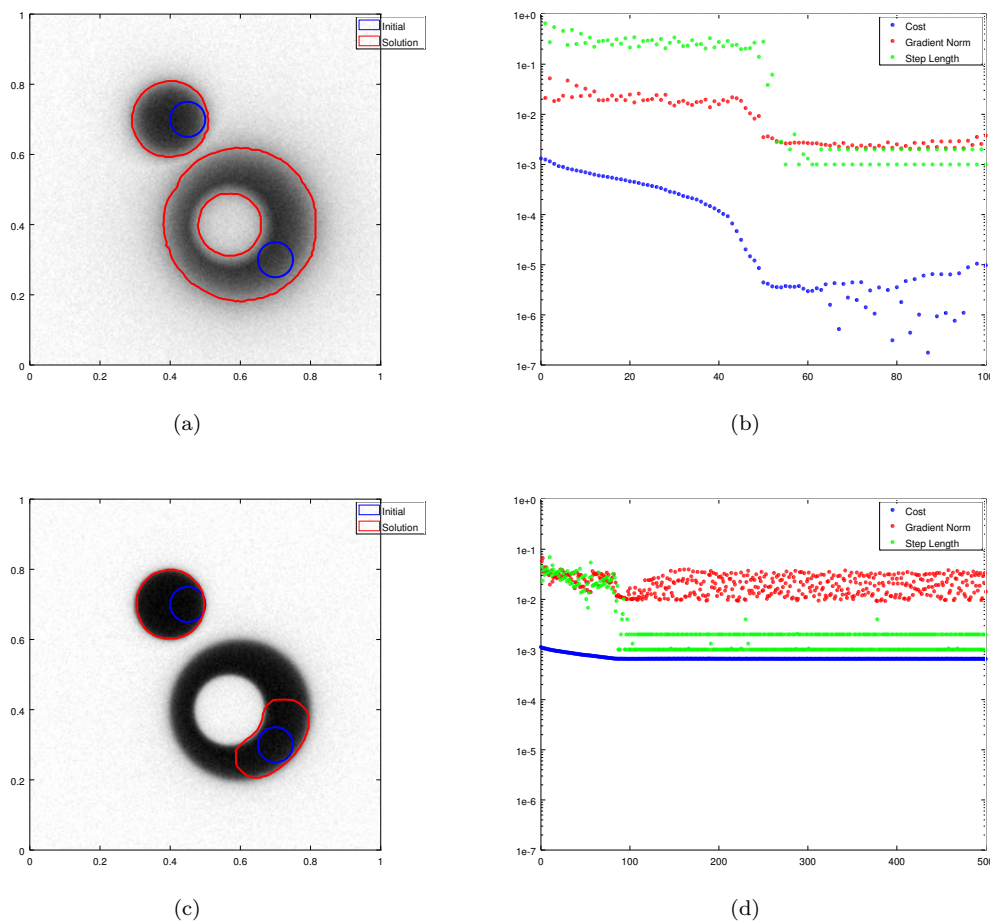 1
0.8
0.6
0.4
0.2
0
0 0.2 0.4 0.6 0.8 1
Initial
Solution
(a)
1e+0
1e-1
1e-2
1e-3
1e-4
1e-5
1e-6
1e-7
0 20 40 60 80 100
Cost
Gradient Norm
Step Length
(b)
1
0.8
0.6
0.4
0.2
0
0 0.2 0.4 0.6 0.8 1
Initial
Solution
(c)
1e+0
1e-1
1e-2
1e-3
1e-4
1e-5
1e-6
1e-7
0 100 200 300 400 500
Cost
Gradient Norm
Step Length
(d)